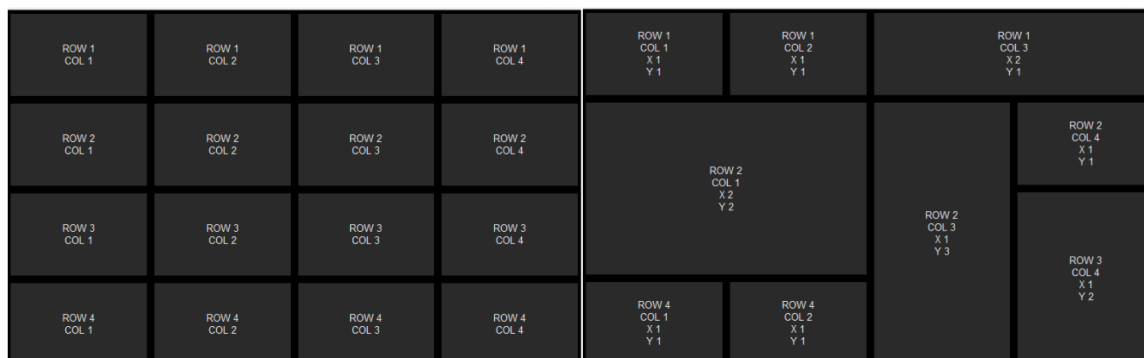 ROW 1
COL 1
ROW 1
COL 2
ROW 1
COL 3
ROW 1
COL 4
ROW 2
COL 1
ROW 2
COL 2
ROW 2
COL 3
ROW 2
COL 4
ROW 3
COL 1
ROW 3
COL 2
ROW 3
COL 3
ROW 3
COL 4
ROW 4
COL 1
ROW 4
COL 2
ROW 4
COL 3
ROW 4
COL 4
ROW 1
COL 1
X 1
Y 1
ROW 1
COL 2
X 1
Y 1
ROW 1
COL 3
X 2
Y 1
ROW 2
COL 1
X 2
Y 2
ROW 2
COL 3
X 1
Y 3
ROW 2
COL 4
X 1
Y 1
ROW 3
COL 4
X 1
Y 2
ROW 4
COL 1
X 1
Y 1
ROW 4
COL 2
X 1
Y 1